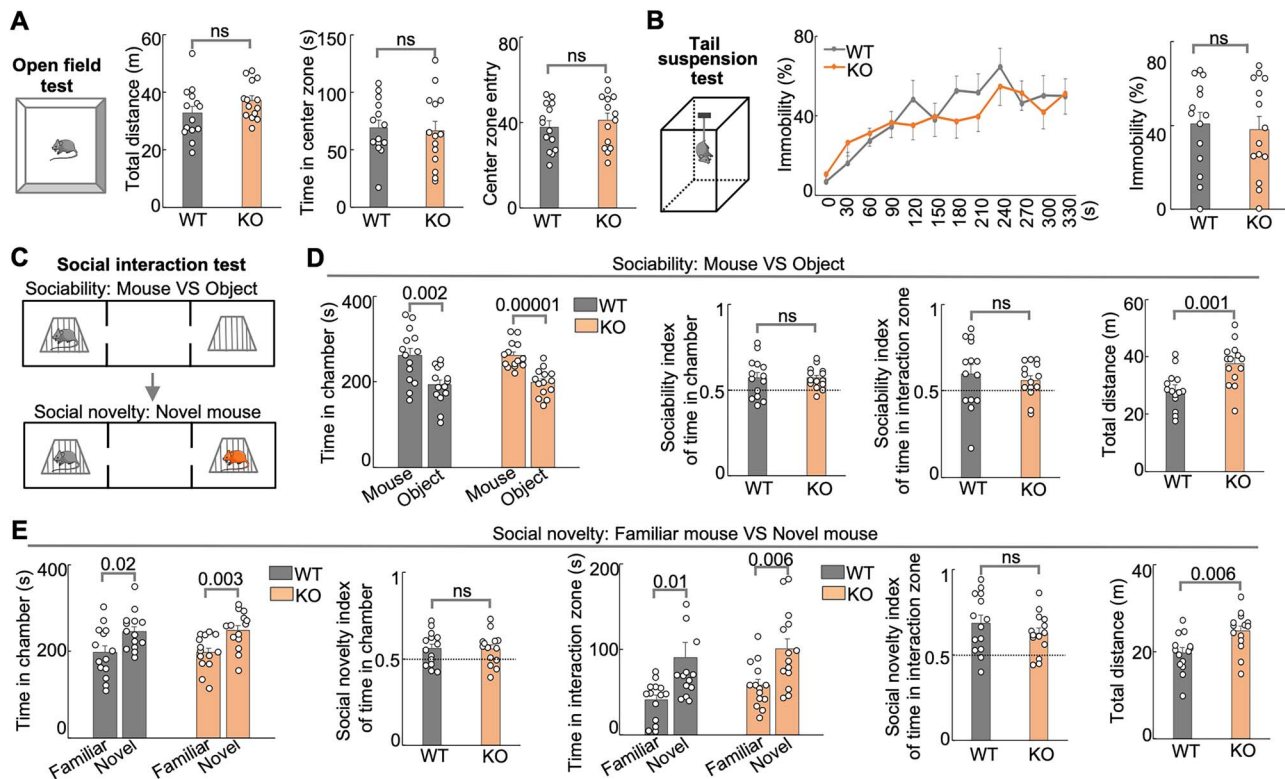 A
Open field
test
Total distance (m)
60
40
20
0
ns
WT
KO
Time in center zone (s)
150
100
50
0
ns
WT
KO
Center zone entry
80
40
0
ns
WT
KO
B
Tail
suspension
test
Immobility (%)
80
40
0
WT
KO
0
30
60
90
120
150
180
210
240
270
300
330
(s)
Immobility (%)
80
40
0
ns
WT
KO
C
Social interaction test
Sociability: Mouse VS Object
Social novelty: Novel mouse
D
Sociability: Mouse VS Object
Time in chamber (s)
400
200
0
0.002
0.00001
WT
KO
Mouse
Object
Mouse
Object
Sociability index
of time in chamber
1
0.5
0
ns
WT
KO
Sociability index
of time in interaction zone
1
0.5
0
ns
WT
KO
Total distance (m)
60
40
20
0
0.001
WT
KO
E
Social novelty: Familiar mouse VS Novel mouse
Time in chamber (s)
400
200
0
0.02
0.003
WT
KO
Familiar
Novel
Familiar
Novel
Social novelty index
of time in chamber
1
0.5
0
ns
WT
KO
Time in interaction zone (s)
200
100
0
0.01
0.006
WT
KO
Familiar
Novel
Familiar
Novel
Social novelty index
of time in interaction zone
1
0.5
0
ns
WT
KO
Total distance (m)
40
20
0
0.006
WT
KO